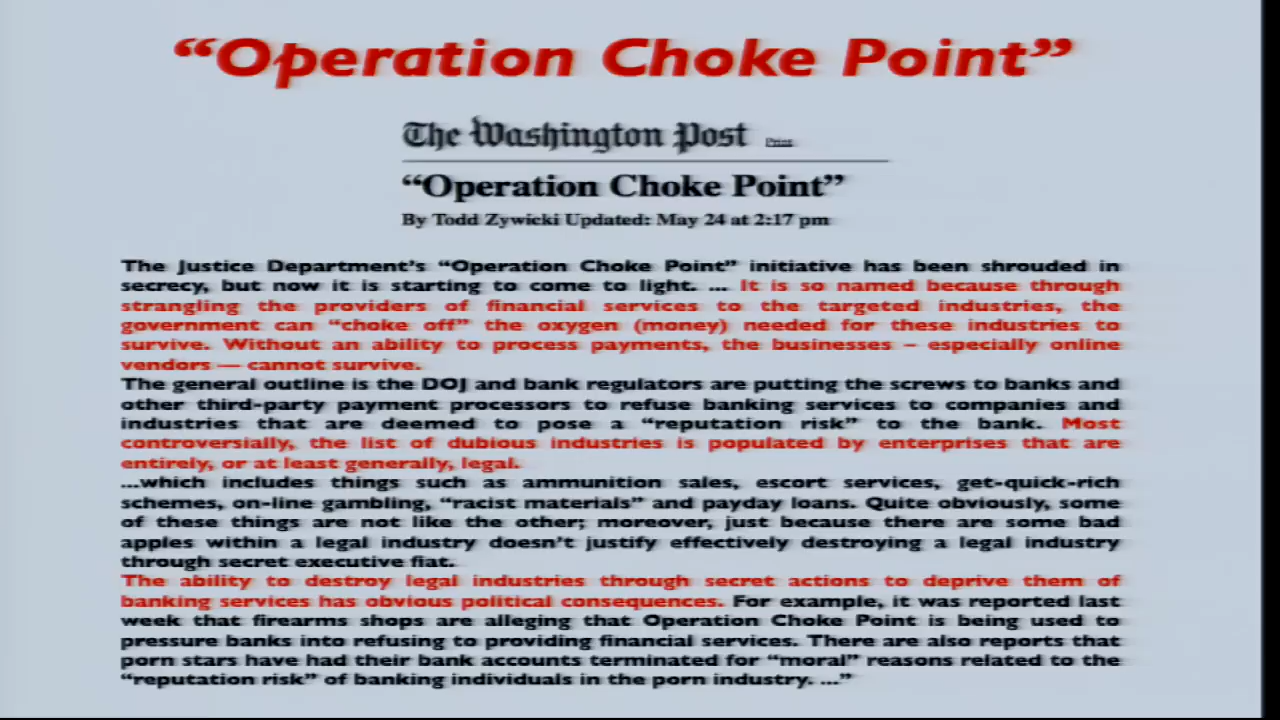 “Operation Choke Point”
The Washington Post Print
“Operation Choke Point”
By Todd Zywicki Updated: May 24 at 2:17 pm
The Justice Department’s “Operation Choke Point” initiative has been shrouded in
secrecy, but now it is starting to come to light. ... It is so named because through
strangling the providers of financial services to the targeted industries, the
government can “choke off” the oxygen (money) needed for these industries to
survive. Without an ability to process payments, the businesses – especially online
vendors — cannot survive.
The general outline is the DOJ and bank regulators are putting the screws to banks and
other third-party payment processors to refuse banking services to companies and
industries that are deemed to pose a “reputation risk” to the bank. Most
controversially, the list of dubious industries is populated by enterprises that are
entirely, or at least generally, legal.
...which includes things such as ammunition sales, escort services, get-quick-rich
schemes, on-line gambling, “racist materials” and payday loans. Quite obviously, some
of these things are not like the other; moreover, just because there are some bad
apples within a legal industry doesn’t justify effectively destroying a legal industry
through secret executive fiat.
The ability to destroy legal industries through secret actions to deprive them of
banking services has obvious political consequences. For example, it was reported last
week that firearms shops are alleging that Operation Choke Point is being used to
pressure banks into refusing to providing financial services. There are also reports that
porn stars have had their bank accounts terminated for “moral” reasons related to the
“reputation risk” of banking individuals in the porn industry. ...”